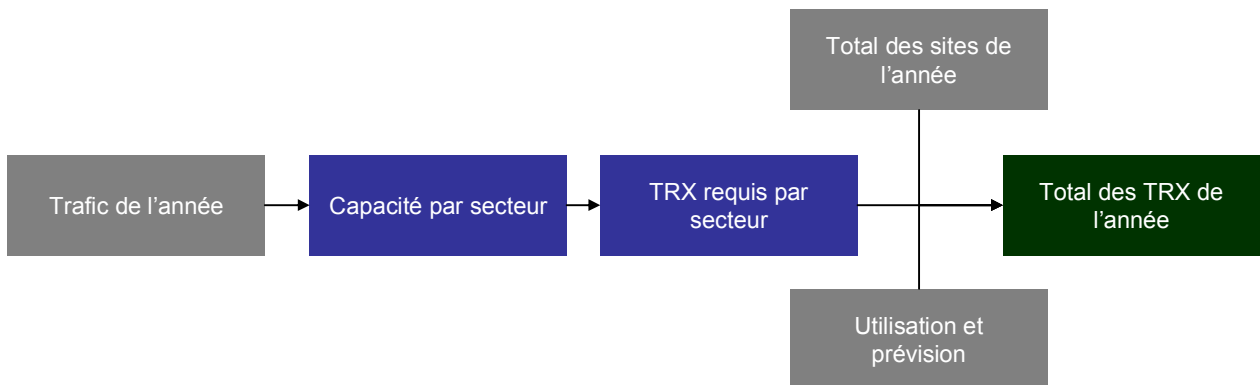 Total des sites de
l’année
Trafic de l’année
Capacité par secteur
TRX requis par
secteur
Total des TRX de
l’année
Utilisation et
prévision